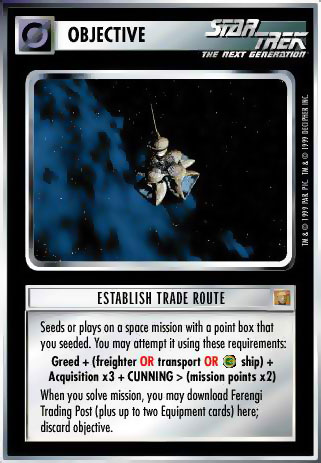 OBJECTIVE
STAR TREK
THE NEXT GENERATION
TM & © 1999 PAR. PIC. TM & © 1999 DECIPHER INC.
ESTABLISH TRADE ROUTE
Seeds or plays on a space mission with a point box that
you seeded. You may attempt it using these requirements:
Greed + (freighter OR transport OR ship) +
Acquisition x3 + CUNNING > (mission points x2)
When you solve mission, you may download Ferengi
Trading Post (plus up to two Equipment cards) here;
discard objective.